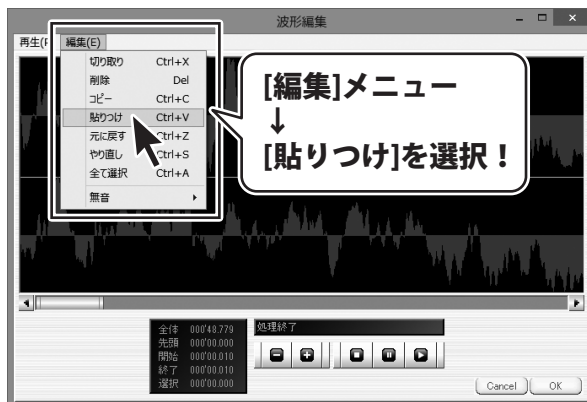 波形編集
再生(P
編集(E)
切り取り Ctrl+X
削除 Del
コピー Ctrl+C
貼りつけ Ctrl+V
元に戻す Ctrl+Z
やり直し Ctrl+S
全て選択 Ctrl+A
無音
[編集]メニュー
↓
[貼りつけ]を選択！
全体 000'48.779
先頭 000'00.000
開始 000'00.010
終了 000'00.010
選択 000'00.000
処理終了
Cancel
OK